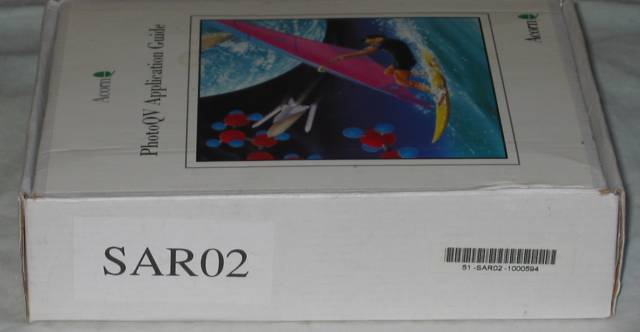 Acorn
PhotoQV Application Guide
Acorn
SAR02
51-SAR02-1000594